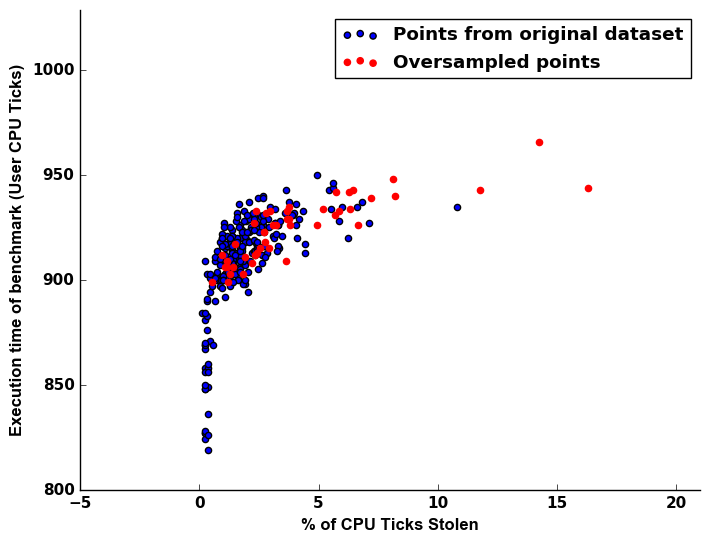 Points from original dataset
Oversampled points
Execution time of benchmark (User CPU Ticks)
1000
950
900
850
800
−5
0
5
10
15
20
% of CPU Ticks Stolen